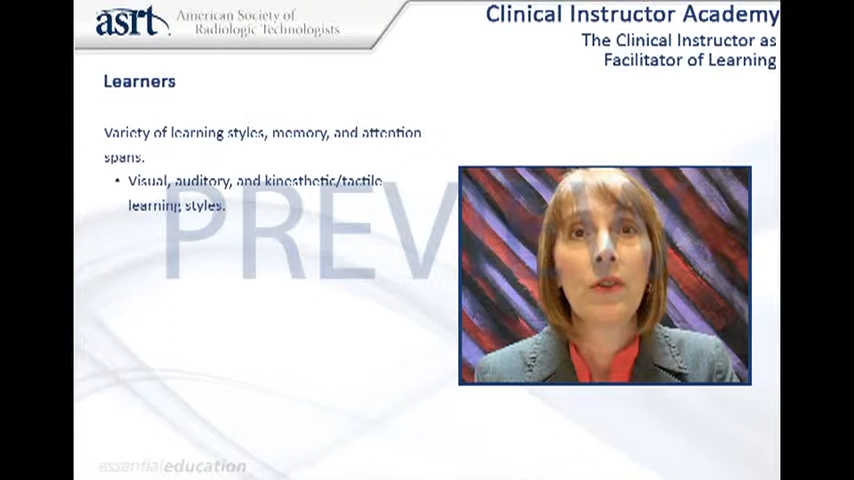 asrt
American Society of
Radiologic Technologists
Clinical Instructor Academy
The Clinical Instructor as
Facilitator of Learning
Learners
Variety of learning styles, memory, and attention
spans.
• Visual, auditory, and kinesthetic/tactile
learning styles.
PREV
essentialeducation